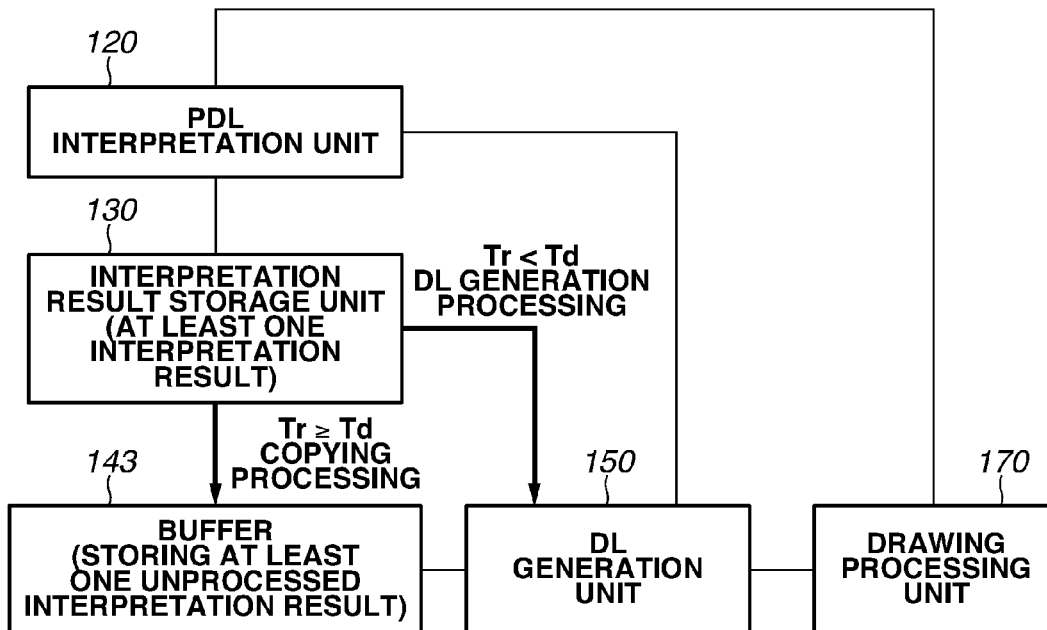 120
PDL
INTERPRETATION UNIT
130
INTERPRETATION
RESULT STORAGE UNIT
(AT LEAST ONE
INTERPRETATION
RESULT)
Tr < Td
DL GENERATION
PROCESSING
Tr ≥ Td
COPYING
PROCESSING
143
BUFFER
(STORING AT LEAST
ONE UNPROCESSED
INTERPRETATION RESULT)
150
DL
GENERATION
UNIT
170
DRAWING
PROCESSING
UNIT